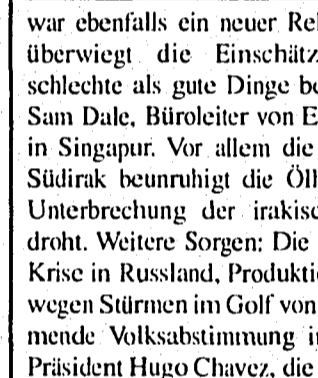 war ebenfalls ein neuer Re
überwiegt die Einschätz
schlechte als gute Dinge b
Sam Dale, Büroleiter von E
in Singapur. Vor allem die
Südirak beunruhigt die Öll
Unterbrechung der irakisc
droht. Weitere Sorgen: Die
Krise in Russland, Produkti
wegen Stürmen im Golf von
mende Volksabstimmung i
Präsident Hugo Chavez, die